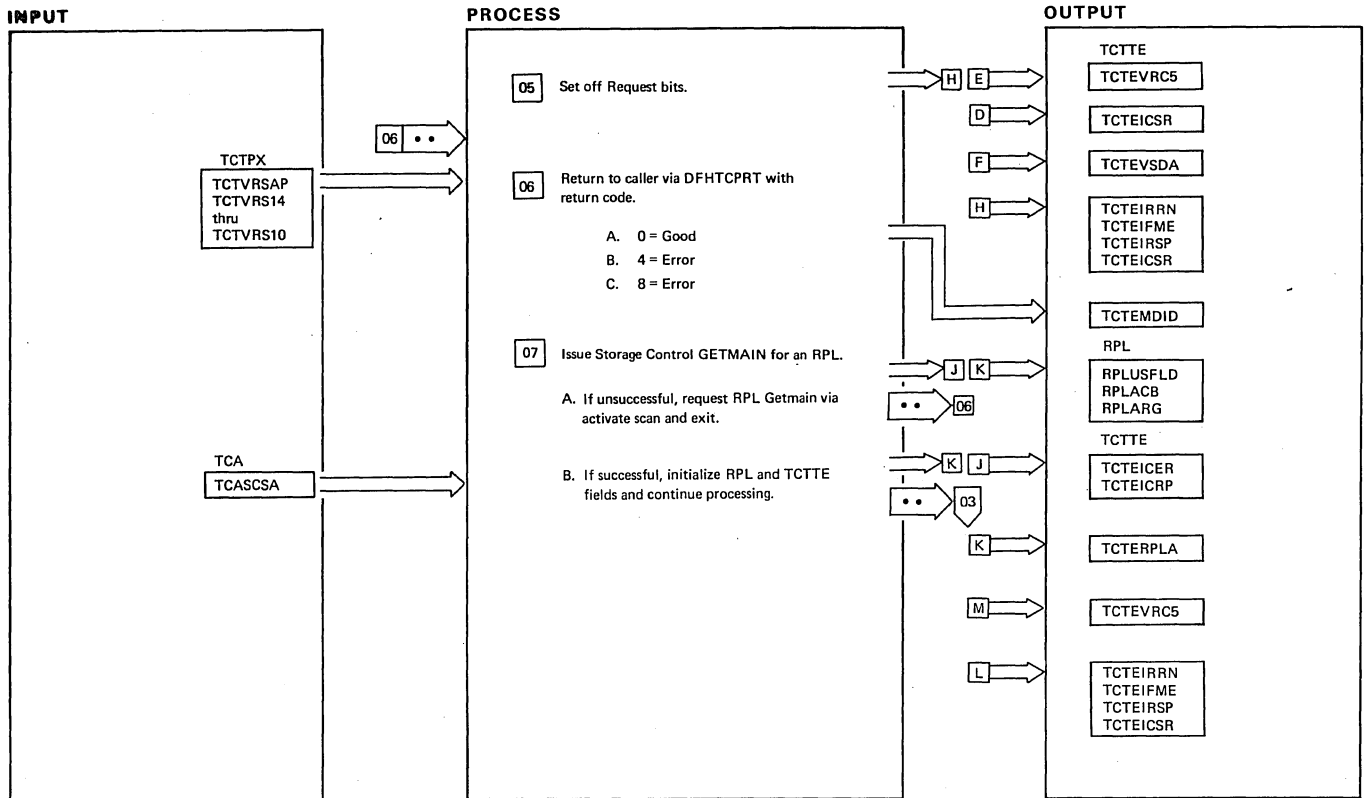 INPUT
PROCESS
OUTPUT
TCTTE
05 Set off Request bits.
H E
TCTEVRC5
D
TCTEICSR
06 • •
TCTPX
TCTVRSAP
TCTVRS14
thru
TCTVRS10
F
TCTEVSDA
06 Return to caller via DFHTCPRT with
return code.
A. 0 = Good
B. 4 = Error
C. 8 = Error
H
TCTEIRRN
TCTEIFME
TCTEIRSP
TCTEICSR
TCTEMDID
RPL
07 Issue Storage Control GETMAIN for an RPL.
J K
RPLUSFLD
RPLACB
RPLARG
A. If unsuccessful, request RPL Getmain via
activate scan and exit.
• • 06
TCTTE
TCA
TCASCSA
B. If successful, initialize RPL and TCTTE
fields and continue processing.
K J
TCTEICER
TCTEICRP
• • 03
K
TCTERPLA
M
TCTEVRC5
L
TCTEIRRN
TCTEIFME
TCTEIRSP
TCTEICSR